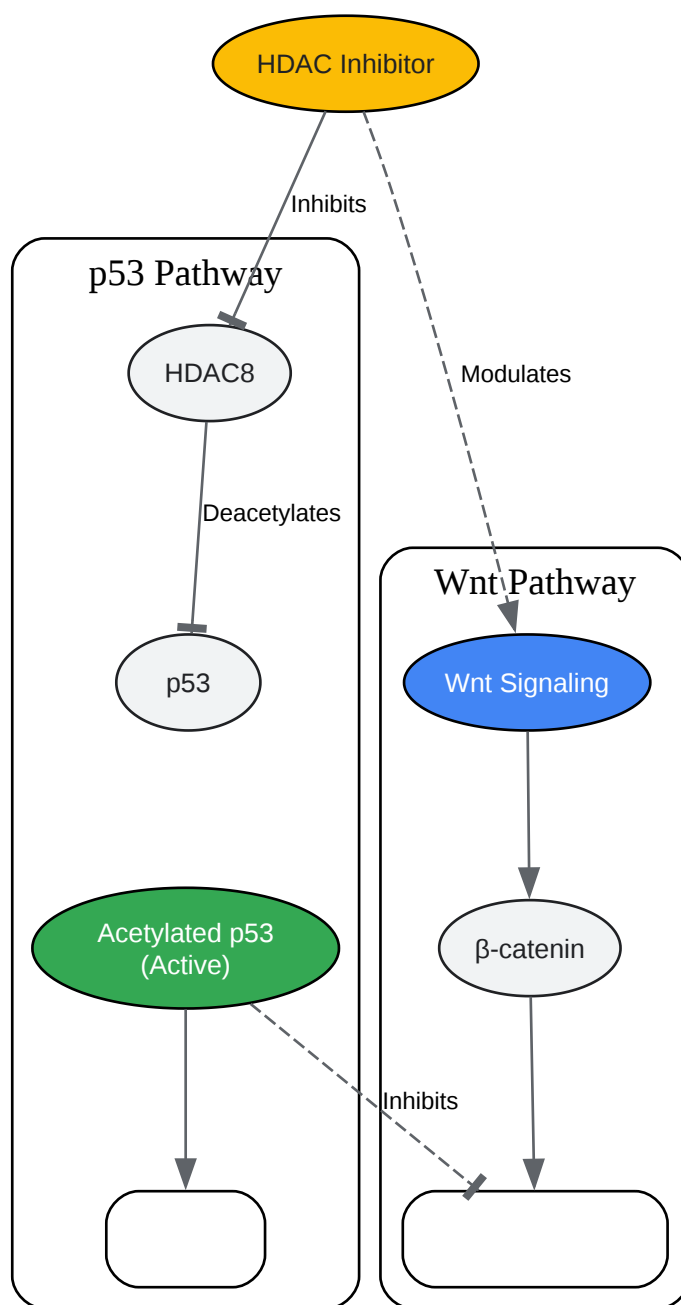 HDAC Inhibitor
Inhibits
p53 Pathway
HDAC8
Modulates
Deacetylates
Wnt Pathway
p53
Wnt Signaling
Acetylated p53
(Active)
β-catenin
Inhibits